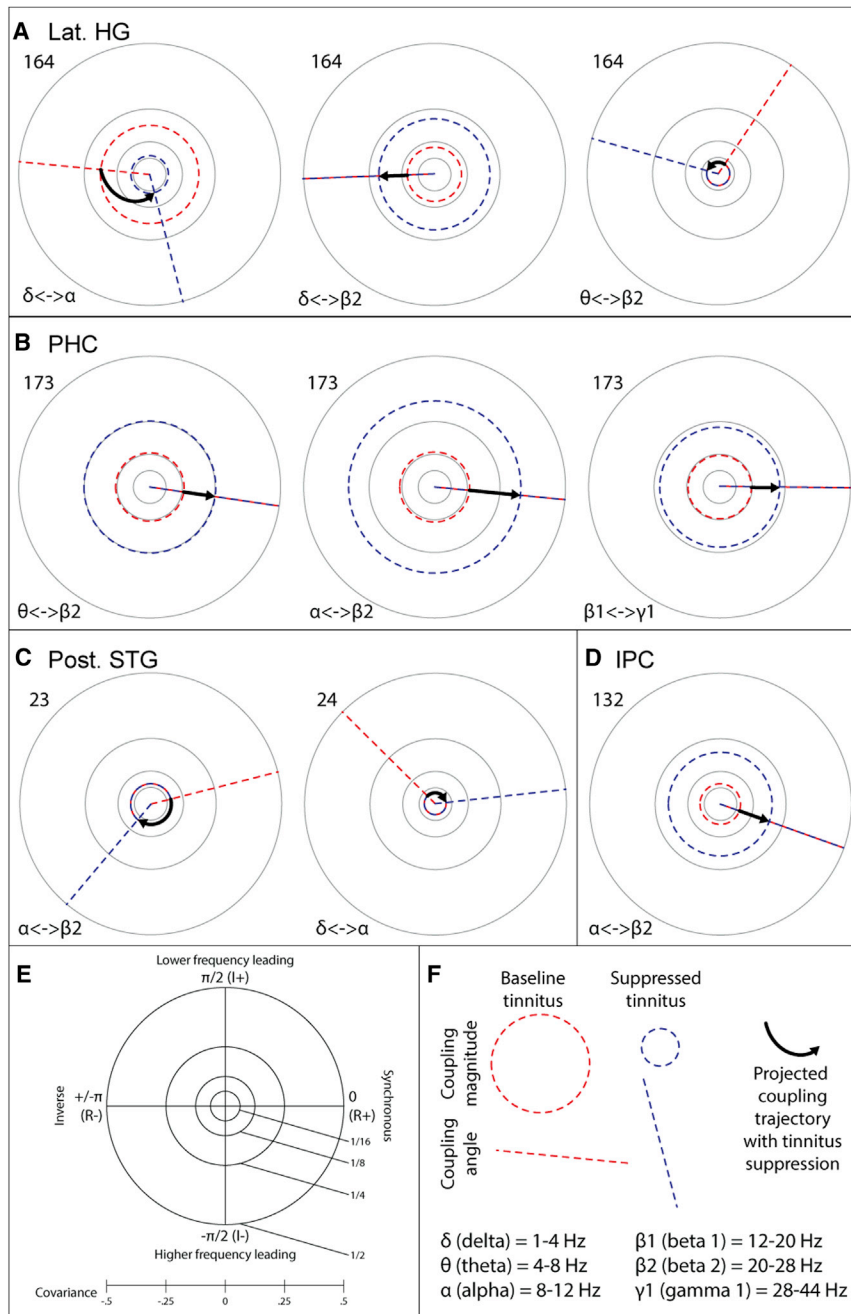 A Lat. HG
164
164
164
δ<->α
δ<->β2
θ<->β2
B PHC
173
173
173
θ<->β2
α<->β2
β1<->γ1
C Post. STG
23
24
α<->β2
δ<->α
D IPC
132
α<->β2
E
Lower frequency leading
π/2 (I+)
Inverse
+/-π
(R-)
0
(R+)
Synchronous
1/16
1/8
1/4
1/2
-π/2 (I-)
Higher frequency leading
Covariance
-.5
-.25
0
.25
.5
F
Baseline
tinnitus
Suppressed
tinnitus
Coupling
magnitude
Coupling
angle
Projected
coupling
trajectory
with tinnitus
suppression
δ (delta) = 1-4 Hz
θ (theta) = 4-8 Hz
α (alpha) = 8-12 Hz
β1 (beta 1) = 12-20 Hz
β2 (beta 2) = 20-28 Hz
γ1 (gamma 1) = 28-44 Hz